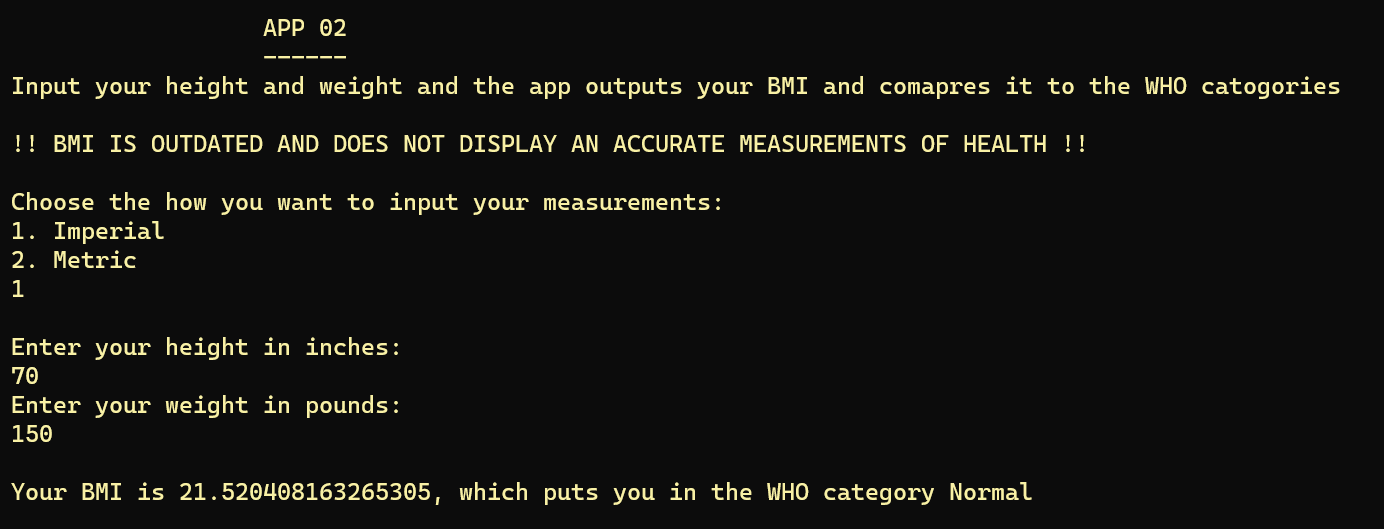 APP 02
------
Input your height and weight and the app outputs your BMI and comapres it to the WHO catogories
!! BMI IS OUTDATED AND DOES NOT DISPLAY AN ACCURATE MEASUREMENTS OF HEALTH !!
Choose the how you want to input your measurements:
1. Imperial
2. Metric
1
Enter your height in inches:
70
Enter your weight in pounds:
150
Your BMI is 21.520408163265305, which puts you in the WHO category Normal